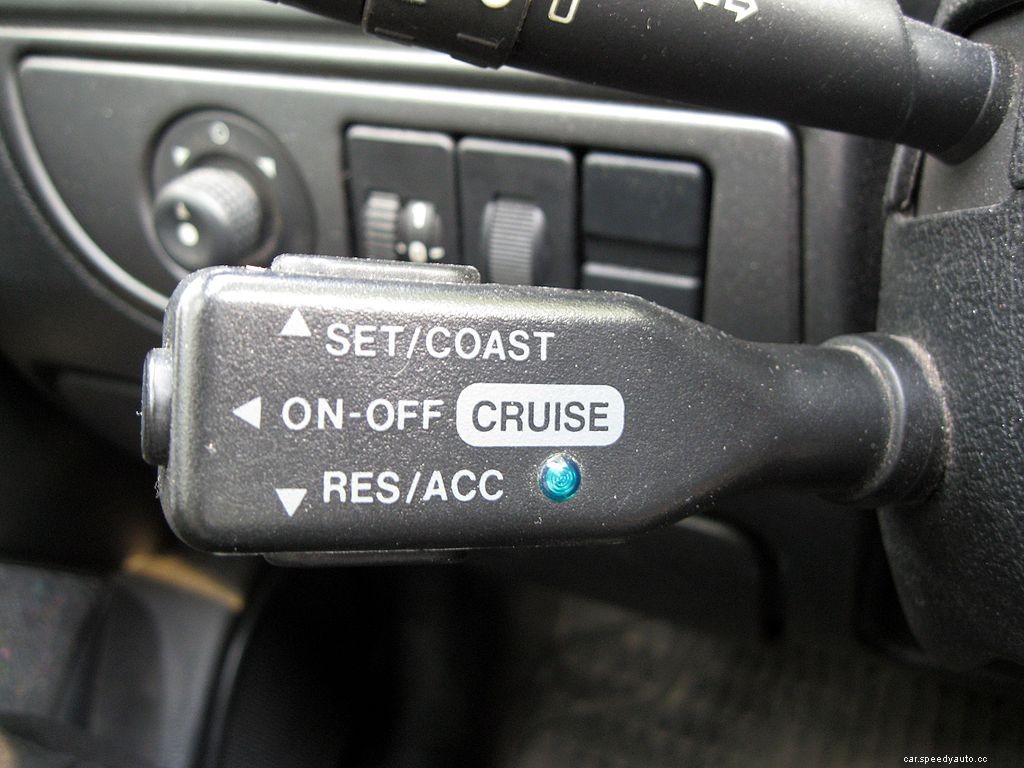 SET/COAST
ON-OFF CRUISE
RES/ACC
car.speedyauto.cc